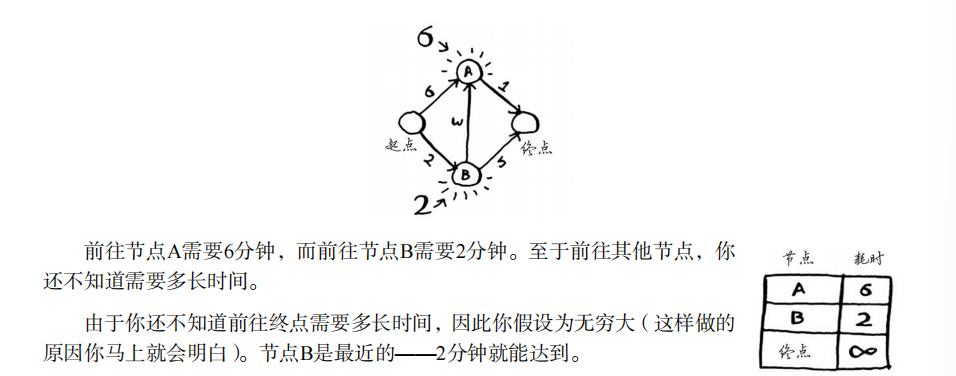 6
A
6
1
3
起点
终点
2
5
B
2
前往节点A需要6分钟，而前往节点B需要2分钟。至于前往其他节点，你
还不知道需要多长时间。
由于你还不知道前往终点需要多长时间，因此你假设为无穷大（这样做的
原因你马上就会明白）。节点B是最近的——2分钟就能达到。
节点 耗时
A 6
B 2
终点 ∞